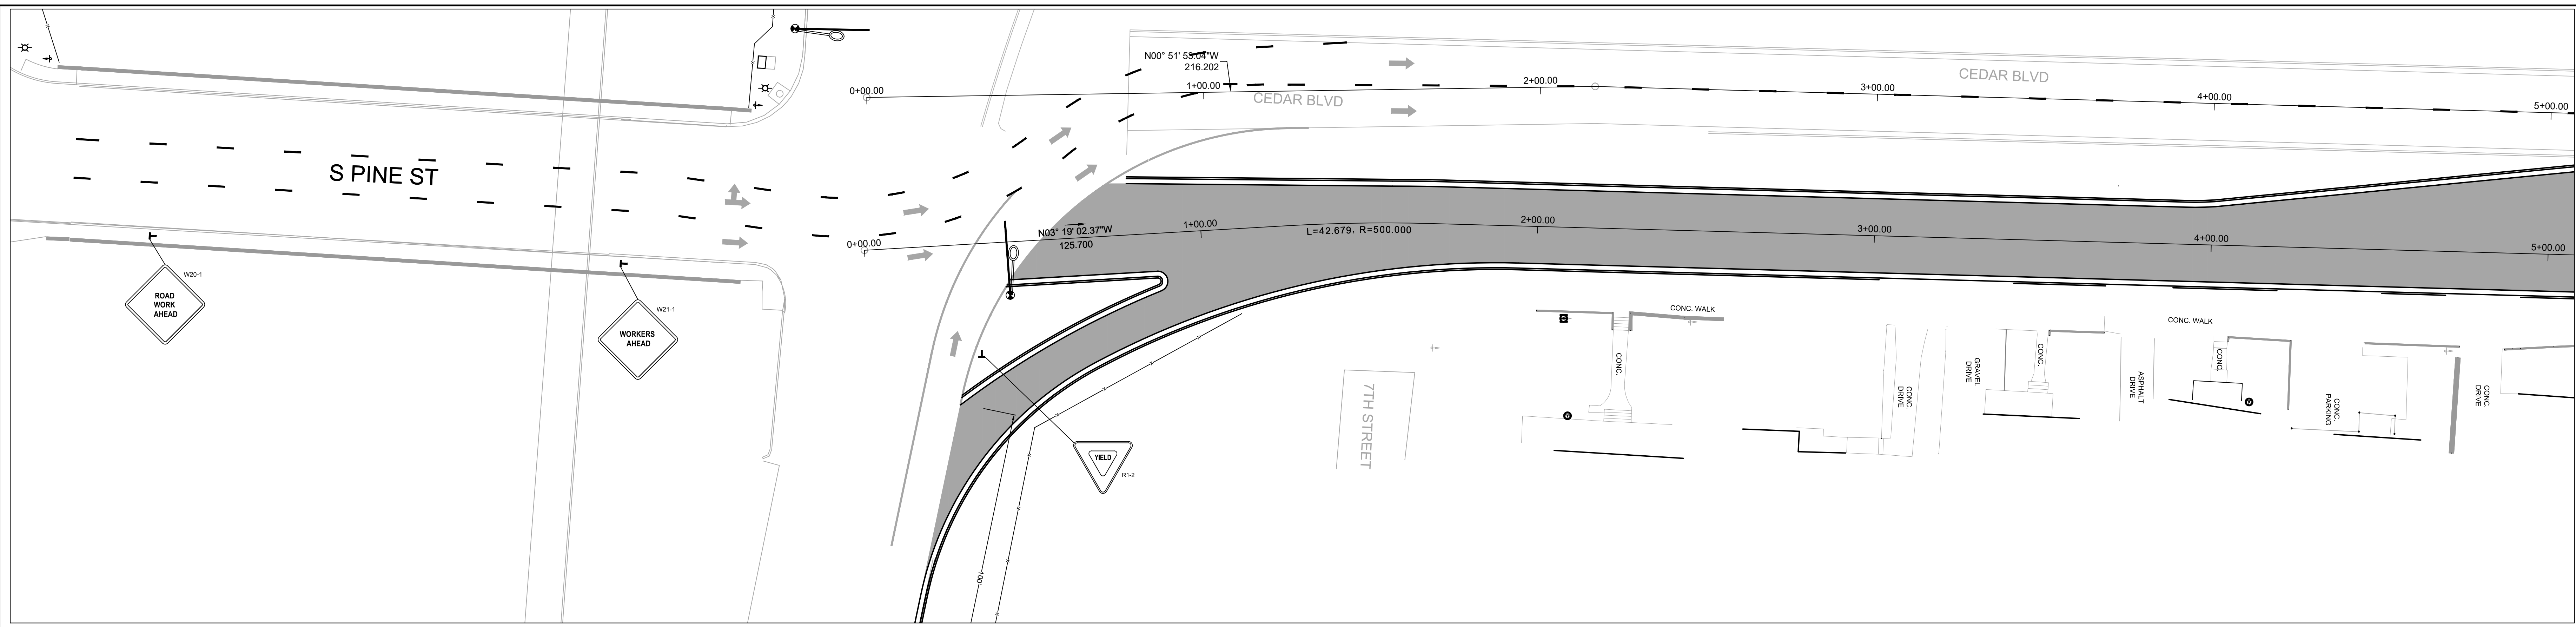 N00° 51' 53.04"W
216.202
0+00.00
1+00.00
2+00.00
3+00.00
4+00.00
5+00.00
CEDAR BLVD
CEDAR BLVD
S PINE ST
0+00.00
N03° 19' 02.37"W
125.700
1+00.00
L=42.679, R=500.000
2+00.00
3+00.00
4+00.00
5+00.00
W20-1
ROAD
WORK
AHEAD
W21-1
WORKERS
AHEAD
YIELD
R1-2
100
7TH STREET
CONC. WALK
CONC.
CONC.
DRIVE
GRAVEL
DRIVE
CONC.
ASPHALT
DRIVE
CONC. WALK
CONC.
CONC.
PARKING
CONC.
DRIVE